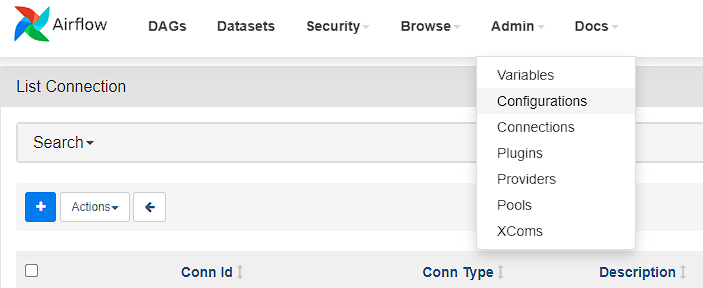 Airflow DAGs Datasets Security Browse Admin Docs
Variables
List Connection
Configurations
Connections
Search
Plugins
Providers
+ Actions
Pools
XComs
Conn Id Conn Type Description